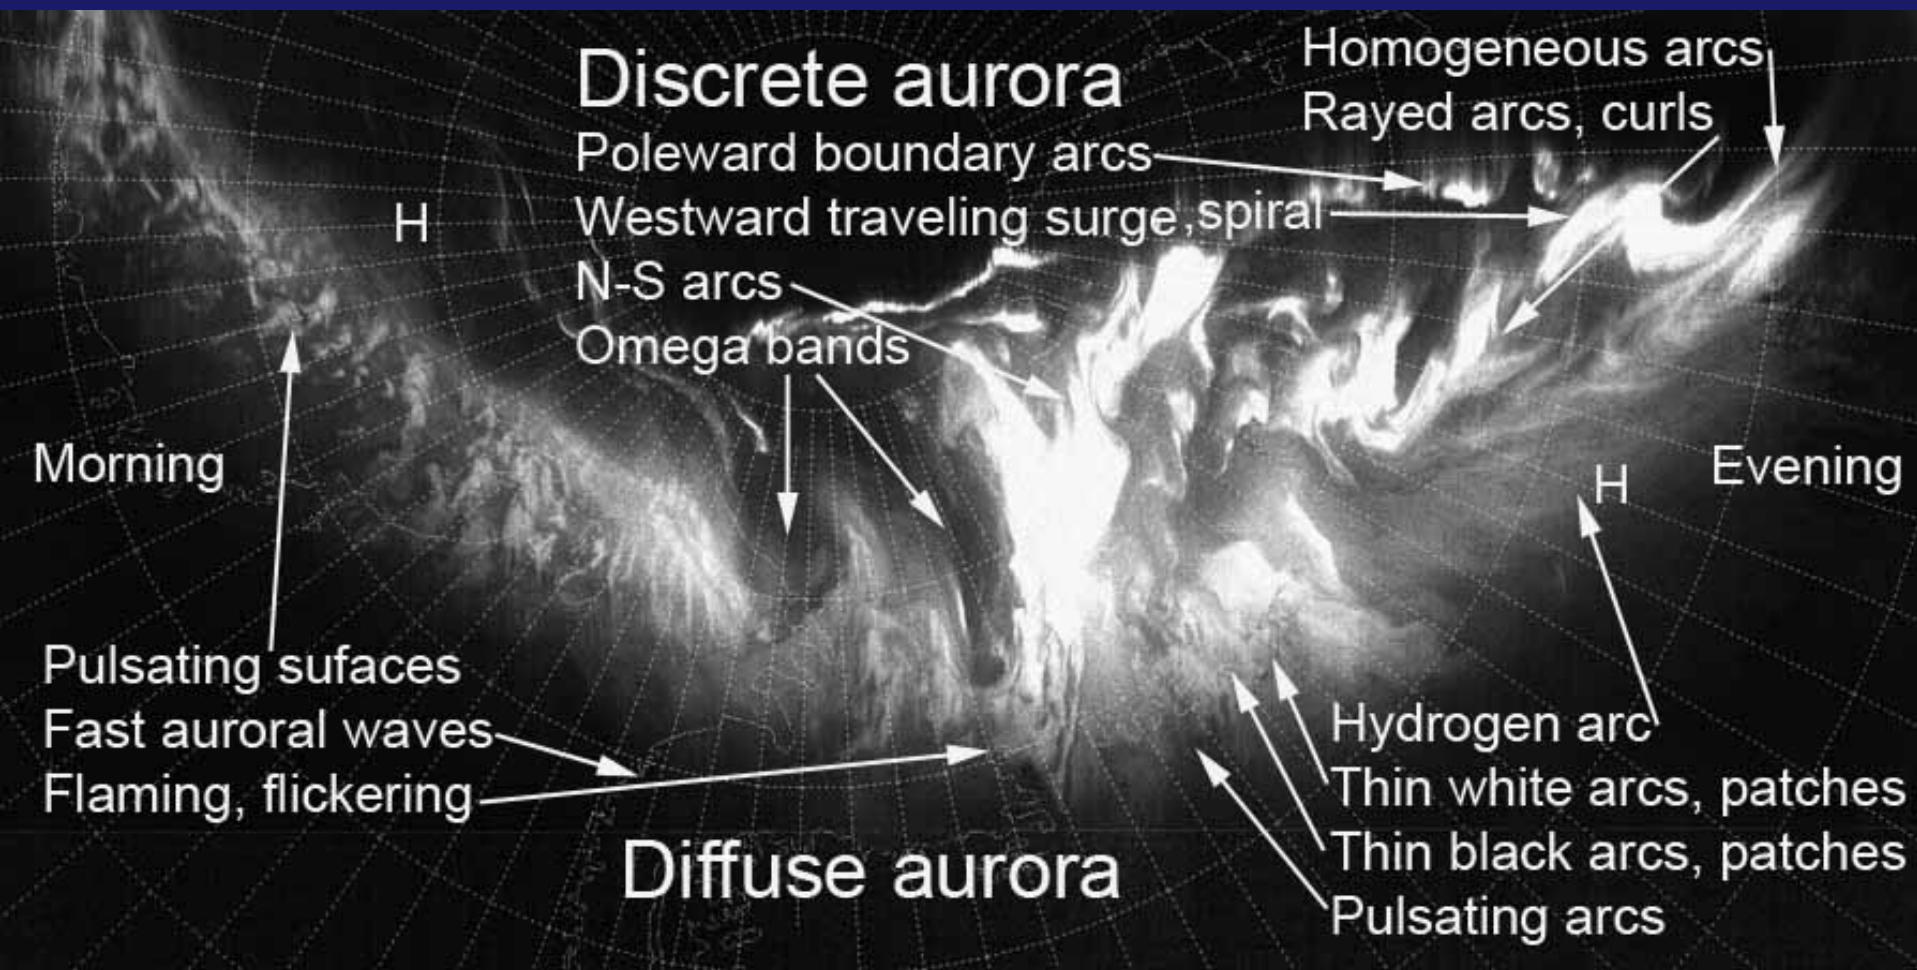 Discrete aurora
Poleward boundary arcs
Westward traveling surge,spiral
N-S arcs
Omega bands
Homogeneous arcs
Rayed arcs, curls
H
Morning
H
Evening
Pulsating sufaces
Fast auroral waves
Flaming, flickering
Diffuse aurora
Hydrogen arc
Thin white arcs, patches
Thin black arcs, patches
Pulsating arcs